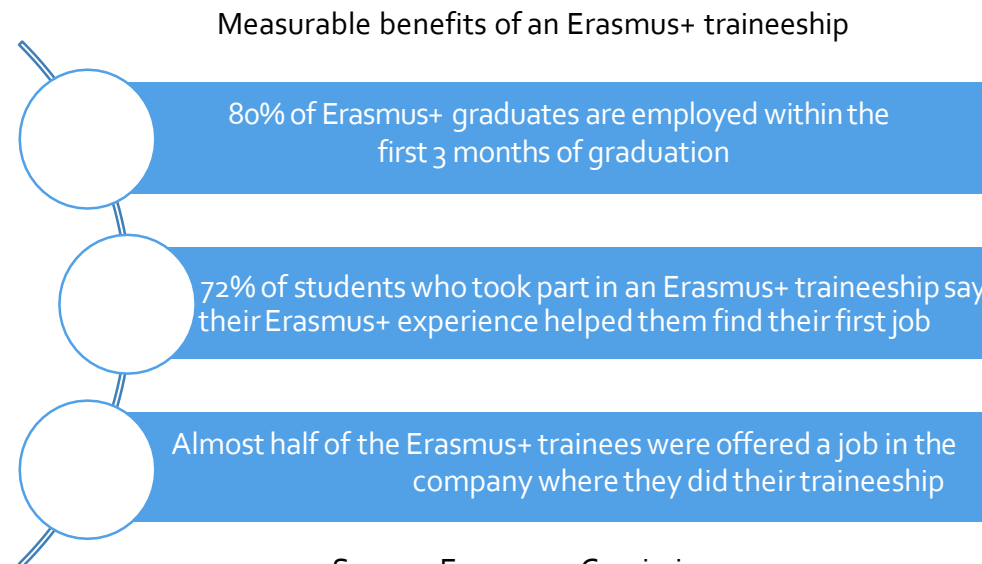 Measurable benefits of an Erasmus+ traineeship
80% of Erasmus+ graduates are employed within the
first 3 months of graduation
72% of students who took part in an Erasmus+ traineeship say
their Erasmus+ experience helped them find their first job
Almost half of the Erasmus+ trainees were offered a job in the
company where they did their traineeship